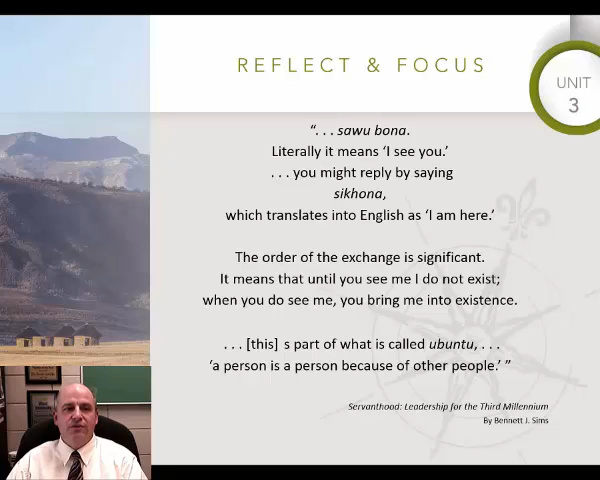 REFLECT & FOCUS
UNIT
3
“. . . sawu bona.
Literally it means ‘I see you.’
. . . you might reply by saying
sikhona,
which translates into English as ‘I am here.’
The order of the exchange is significant.
It means that until you see me I do not exist;
when you do see me, you bring me into existence.
. . . [this] s part of what is called ubuntu, . . .
‘a person is a person because of other people.’ ”
Servanthood: Leadership for the Third Millennium
By Bennett J. Sims